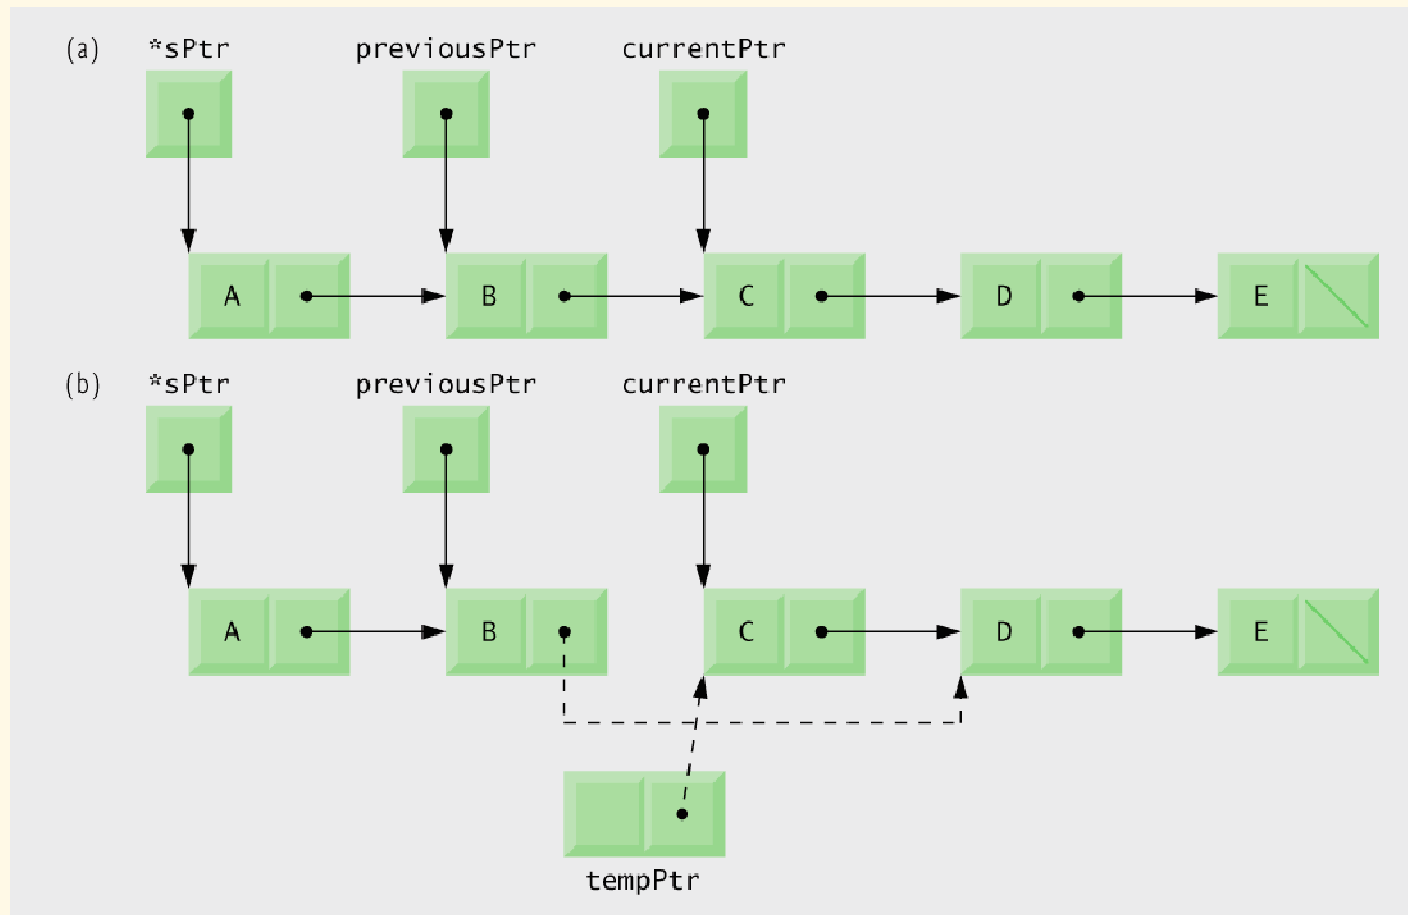 (a) *sPtr previousPtr currentPtr
A B C D E
(b) *sPtr previousPtr currentPtr
A B C D E
tempPtr